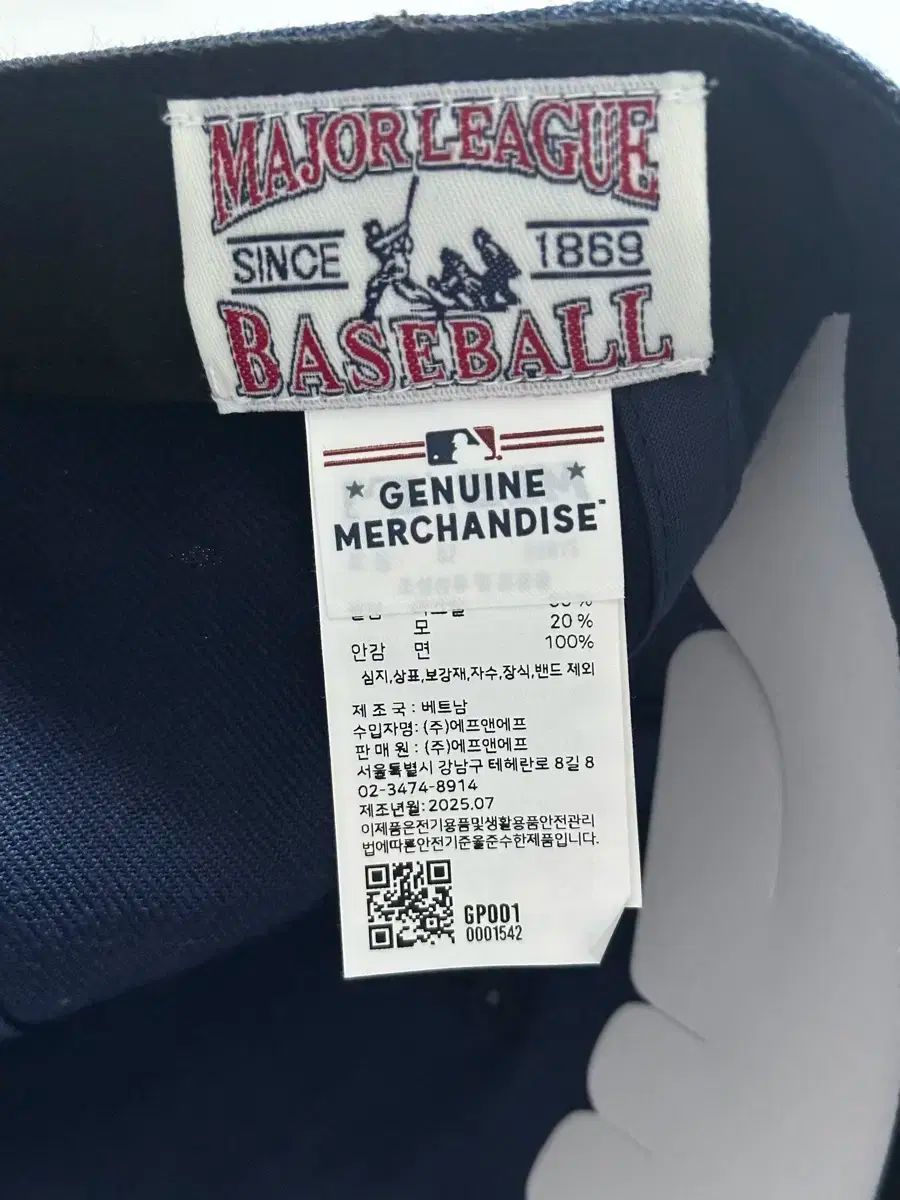 MAJOR LEAGUE
SINCE 1869
BASEBALL
GENUINE
MERCHANDISE™
모 20 %
안감 면 100%
심지,상표,보강재,자수,장식,밴드 제외
제 조 국 : 베트남
수입자명: (주)에프앤에프
판 매 원 : (주)에프앤에프
서울특별시 강남구 테헤란로 8길 8
02-3474-8914
제조년월: 2025.07
이제품은전기용품및생활용품안전관리
법에따른안전기준을준수한제품입니다.
GP001
0001542